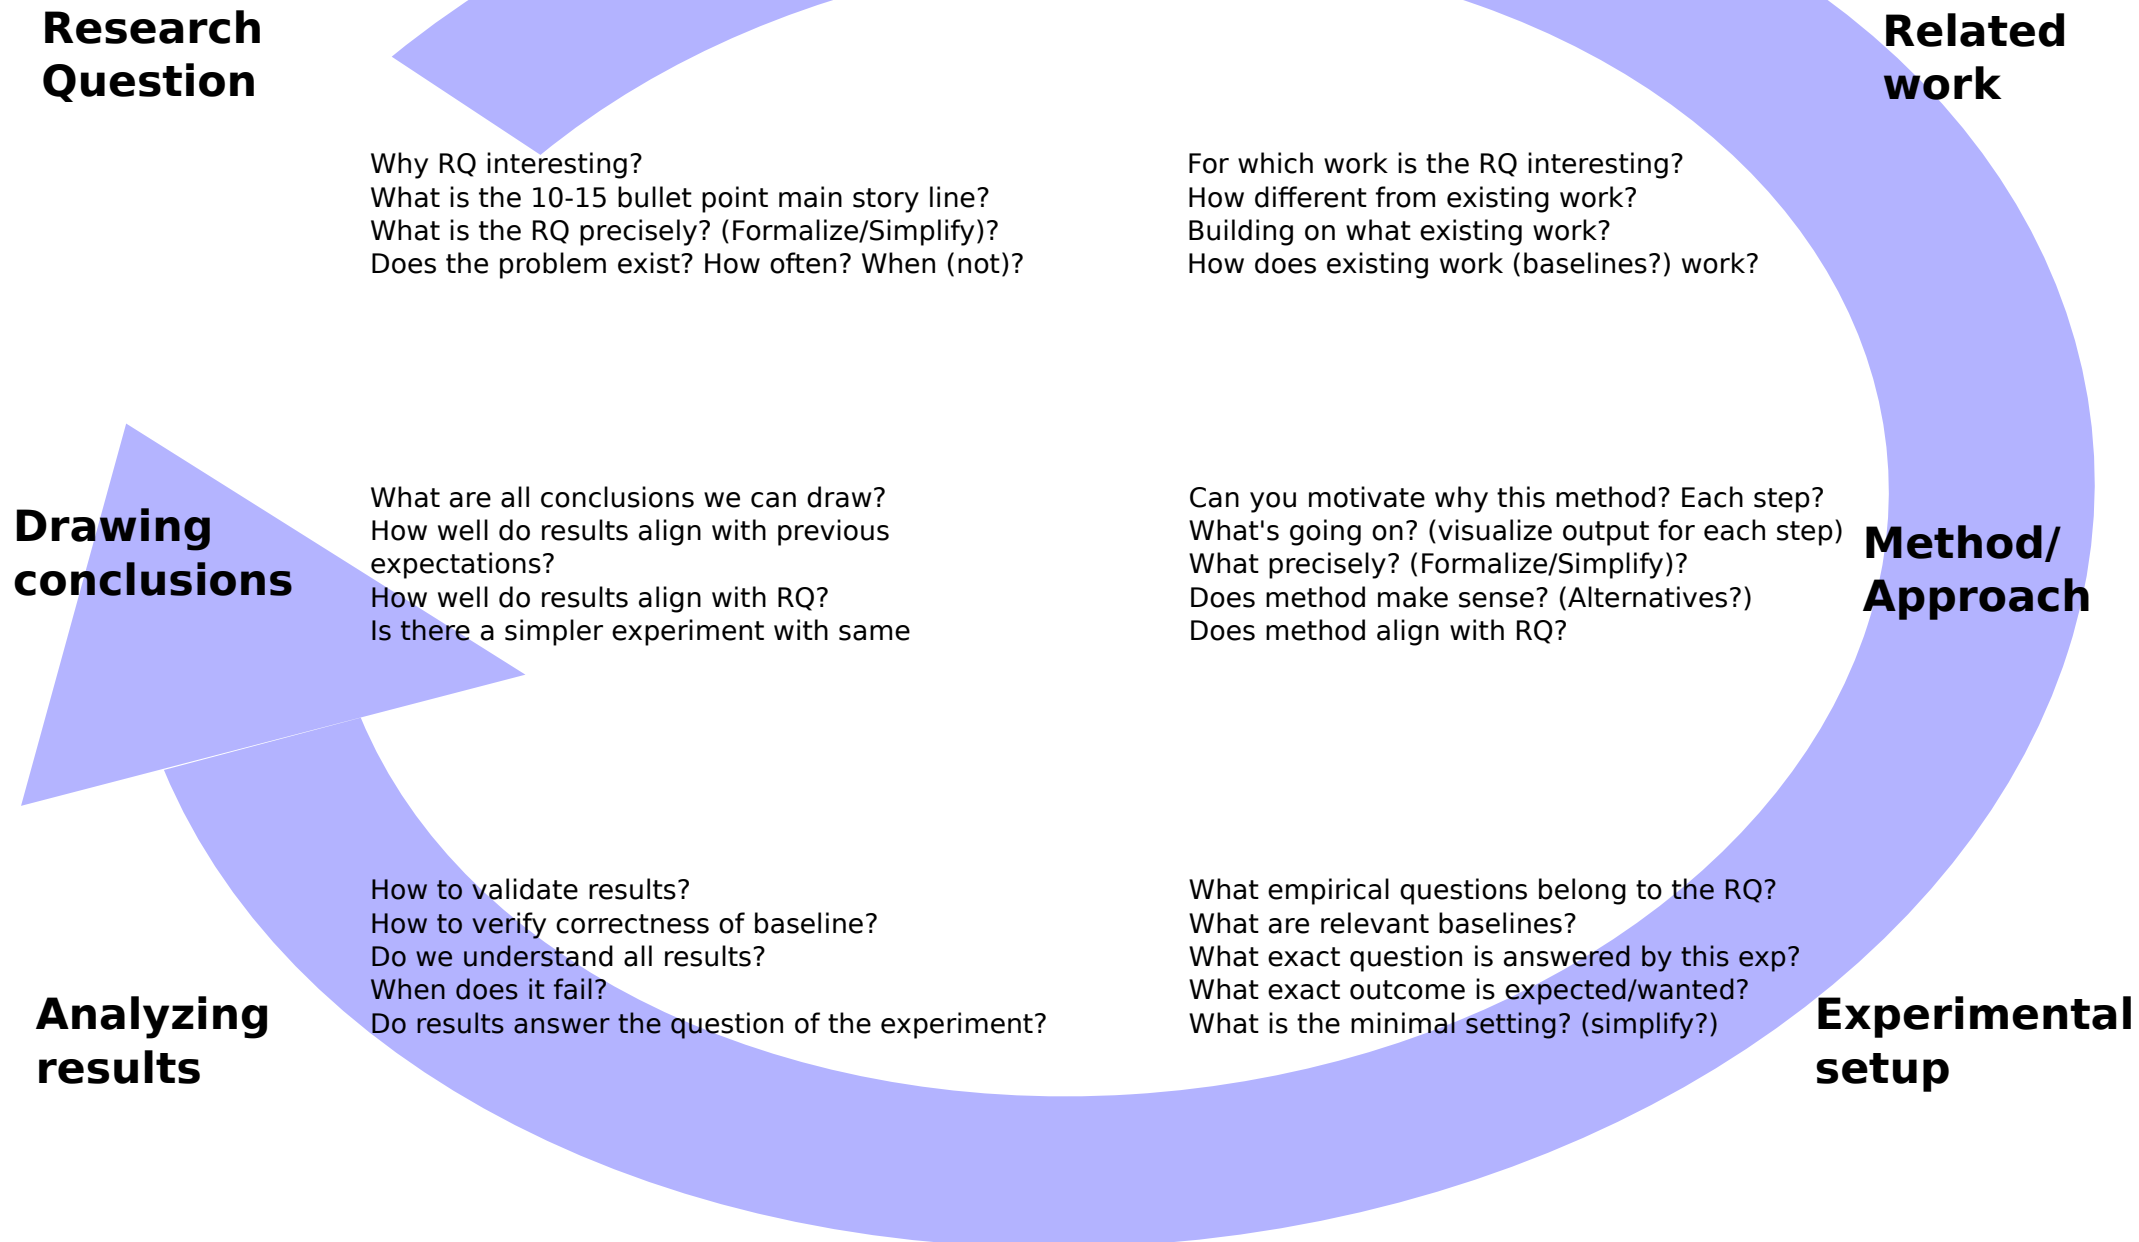 Research
Question
Why RQ interesting?
What is the 10-15 bullet point main story line?
What is the RQ precisely? (Formalize/Simplify)?
Does the problem exist? How often? When (not)?
Related
work
For which work is the RQ interesting?
How different from existing work?
Building on what existing work?
How does existing work (baselines?) work?
Method/
Approach
Can you motivate why this method? Each step?
What's going on? (visualize output for each step)
What precisely? (Formalize/Simplify)?
Does method make sense? (Alternatives?)
Does method align with RQ?
Experimental
setup
What empirical questions belong to the RQ?
What are relevant baselines?
What exact question is answered by this exp?
What exact outcome is expected/wanted?
What is the minimal setting? (simplify?)
Analyzing
results
How to validate results?
How to verify correctness of baseline?
Do we understand all results?
When does it fail?
Do results answer the question of the experiment?
Drawing
conclusions
What are all conclusions we can draw?
How well do results align with previous
expectations?
How well do results align with RQ?
Is there a simpler experiment with same